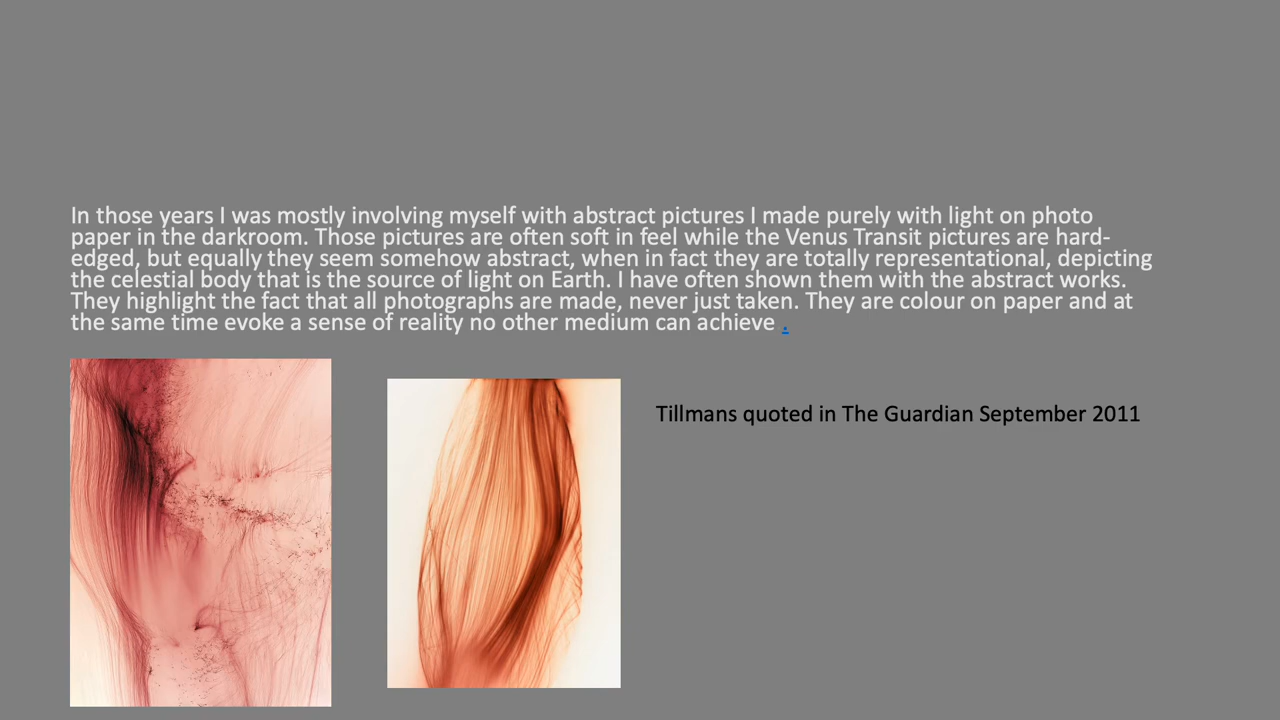 In those years I was mostly involving myself with abstract pictures I made purely with light on photo
paper in the darkroom. Those pictures are often soft in feel while the Venus Transit pictures are hard-
edged, but equally they seem somehow abstract, when in fact they are totally representational, depicting
the celestial body that is the source of light on Earth. I have often shown them with the abstract works.
They highlight the fact that all photographs are made, never just taken. They are colour on paper and at
the same time evoke a sense of reality no other medium can achieve .
Tillmans quoted in The Guardian September 2011